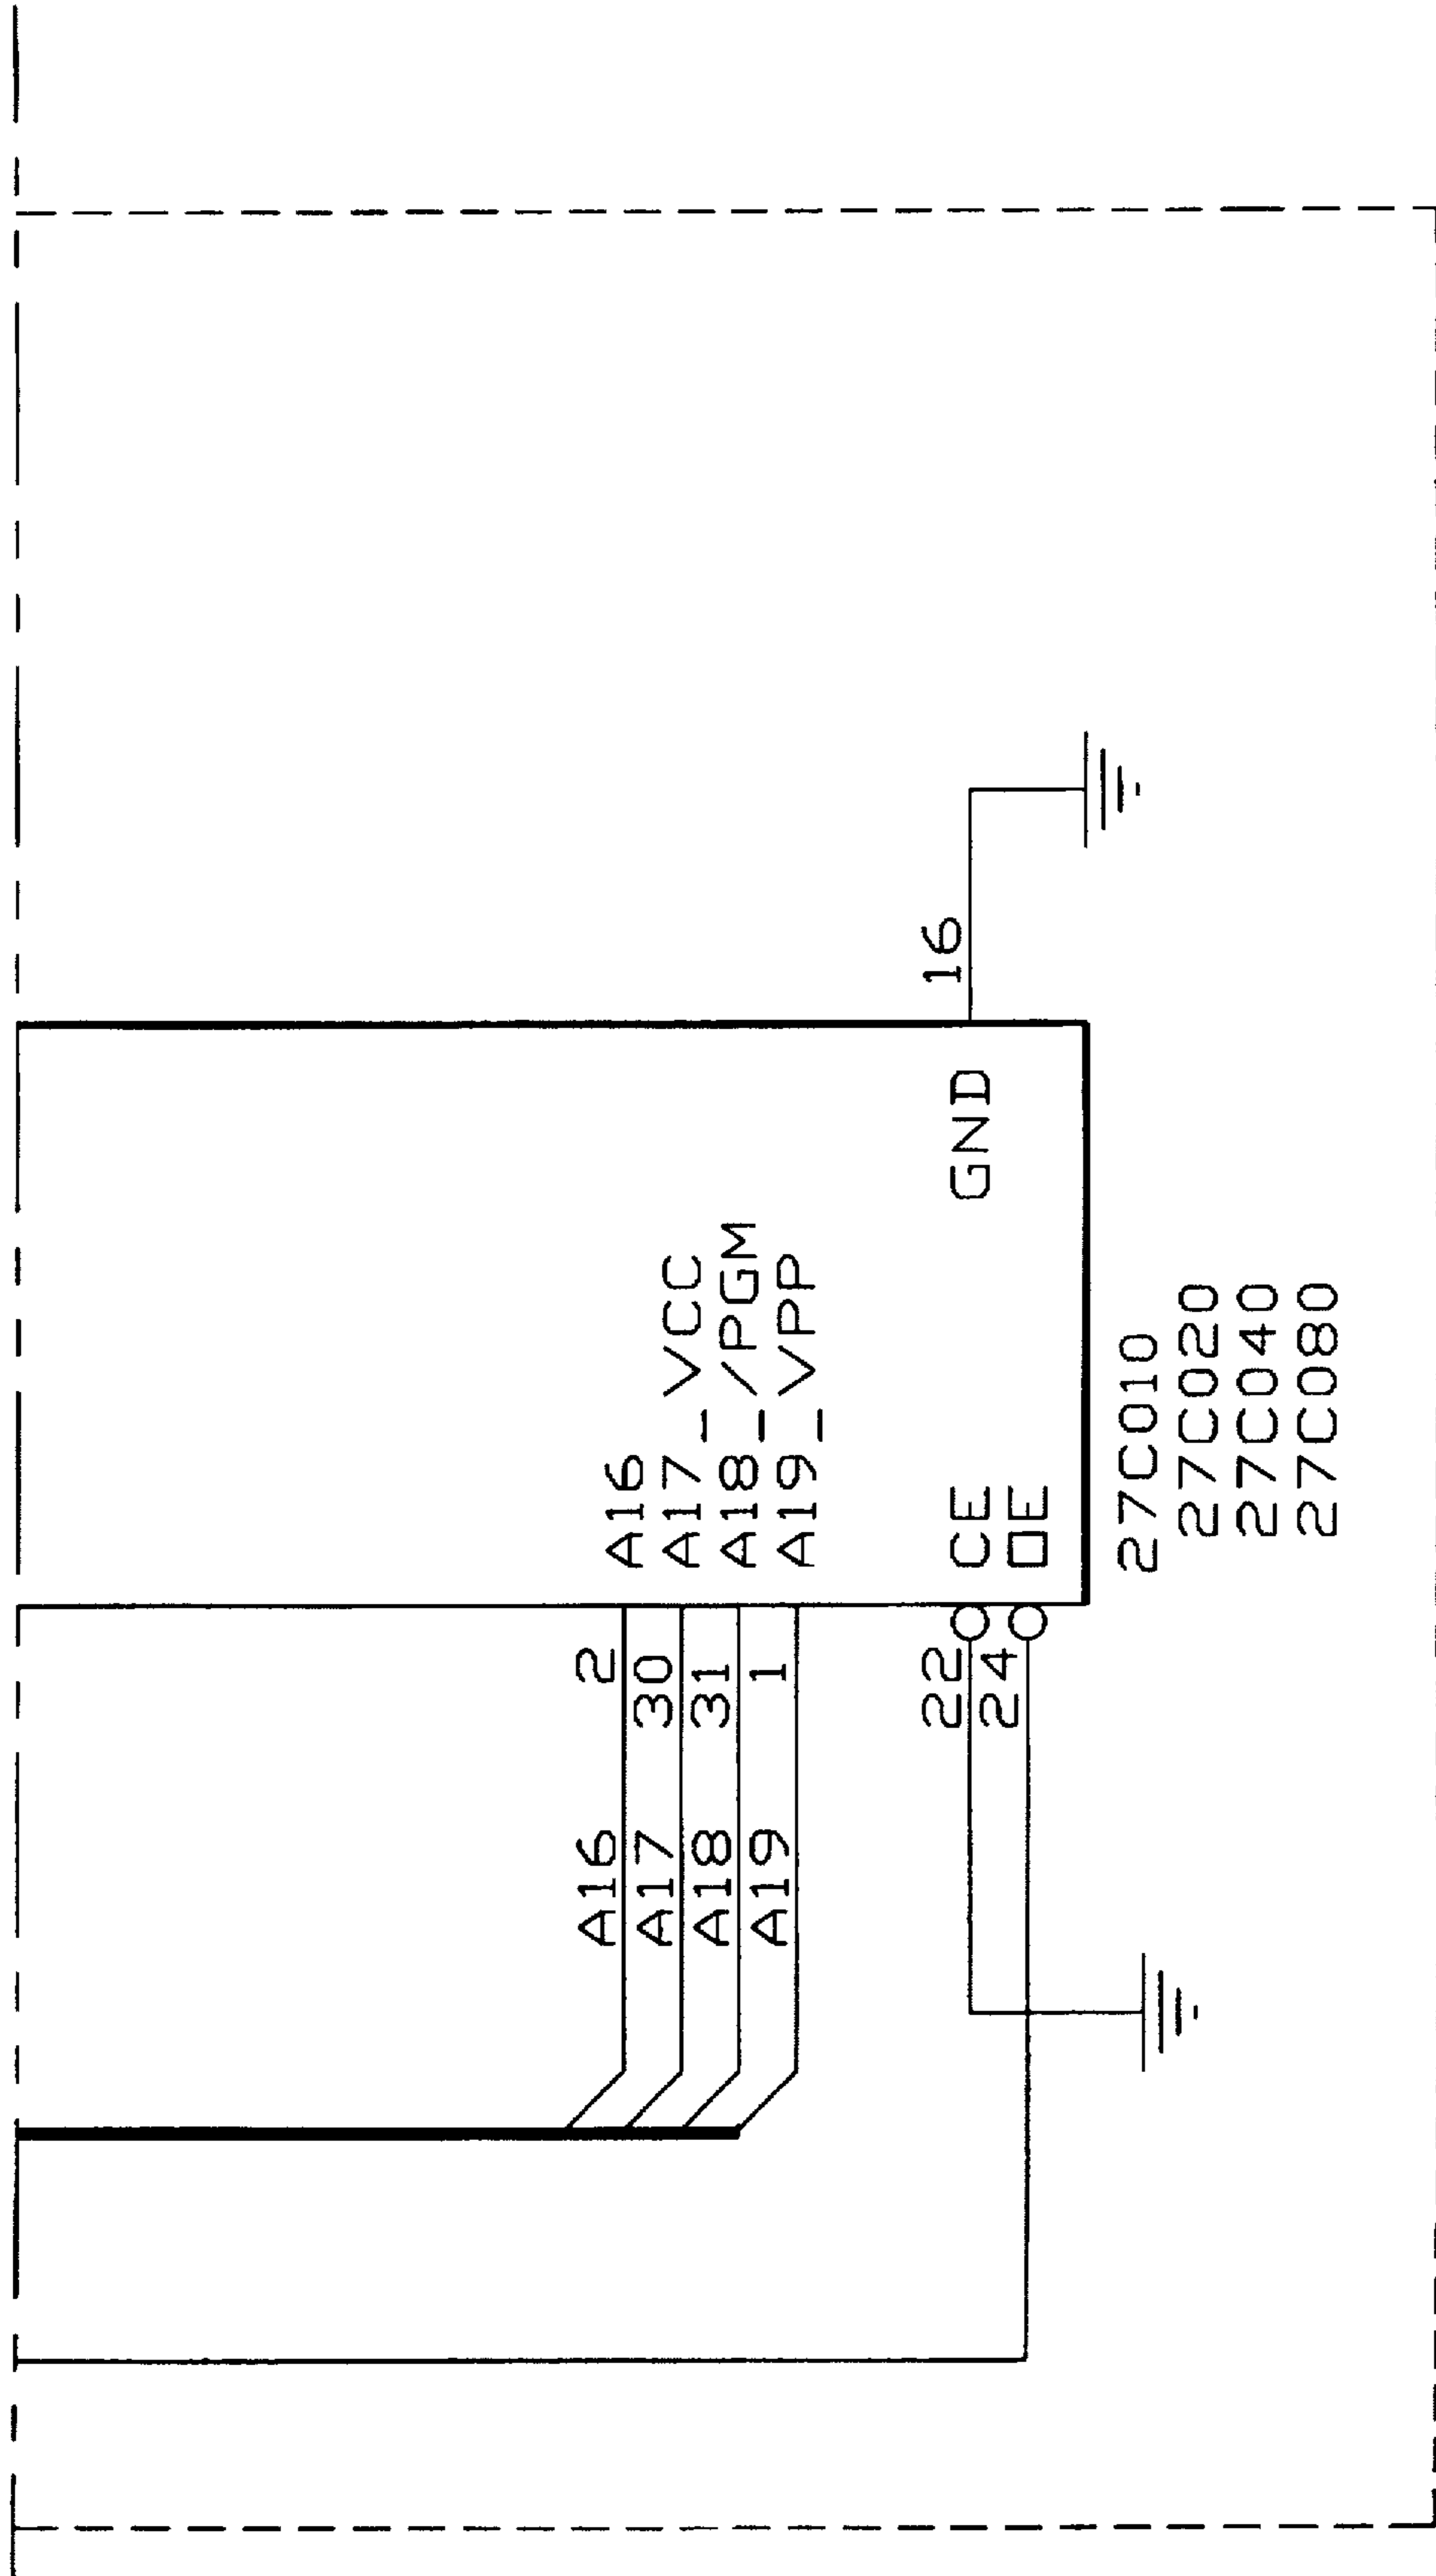 A16 2 A16
A17 30 A17_VCC
A18 31 A18_/PGM
A19 1 A19_VPP
22 CE GND 16
24 OE
27C010
27C020
27C040
27C080